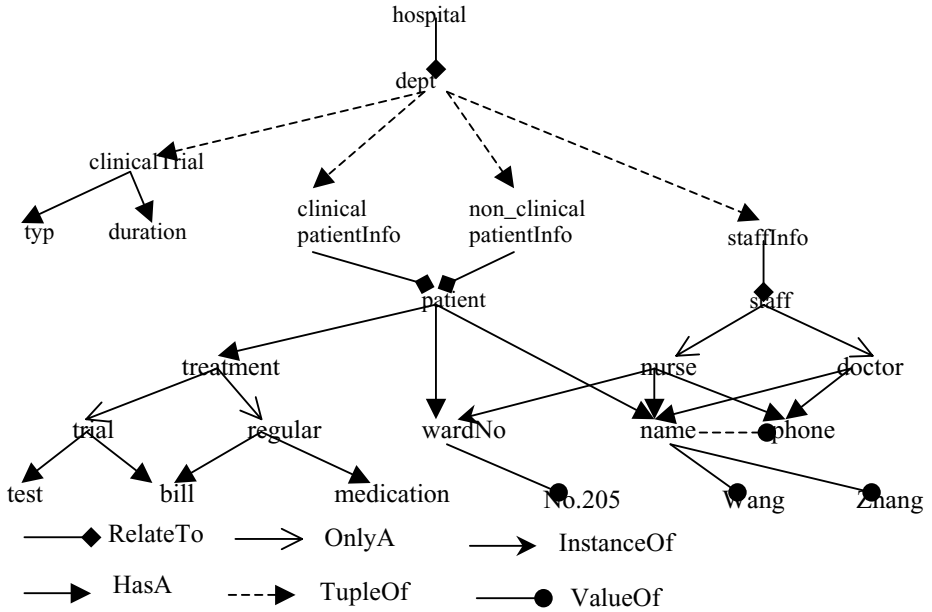 hospital
dept
clinicalTrial
clinical
patientInfo
non_clinical
patientInfo
typ
duration
staffInfo
patient
staff
treatment
nurse
doctor
trial
regular
wardNo
name
phone
test
bill
medication
No.205
Wang
Zhang
RelateTo
OnlyA
InstanceOf
HasA
TupleOf
ValueOf